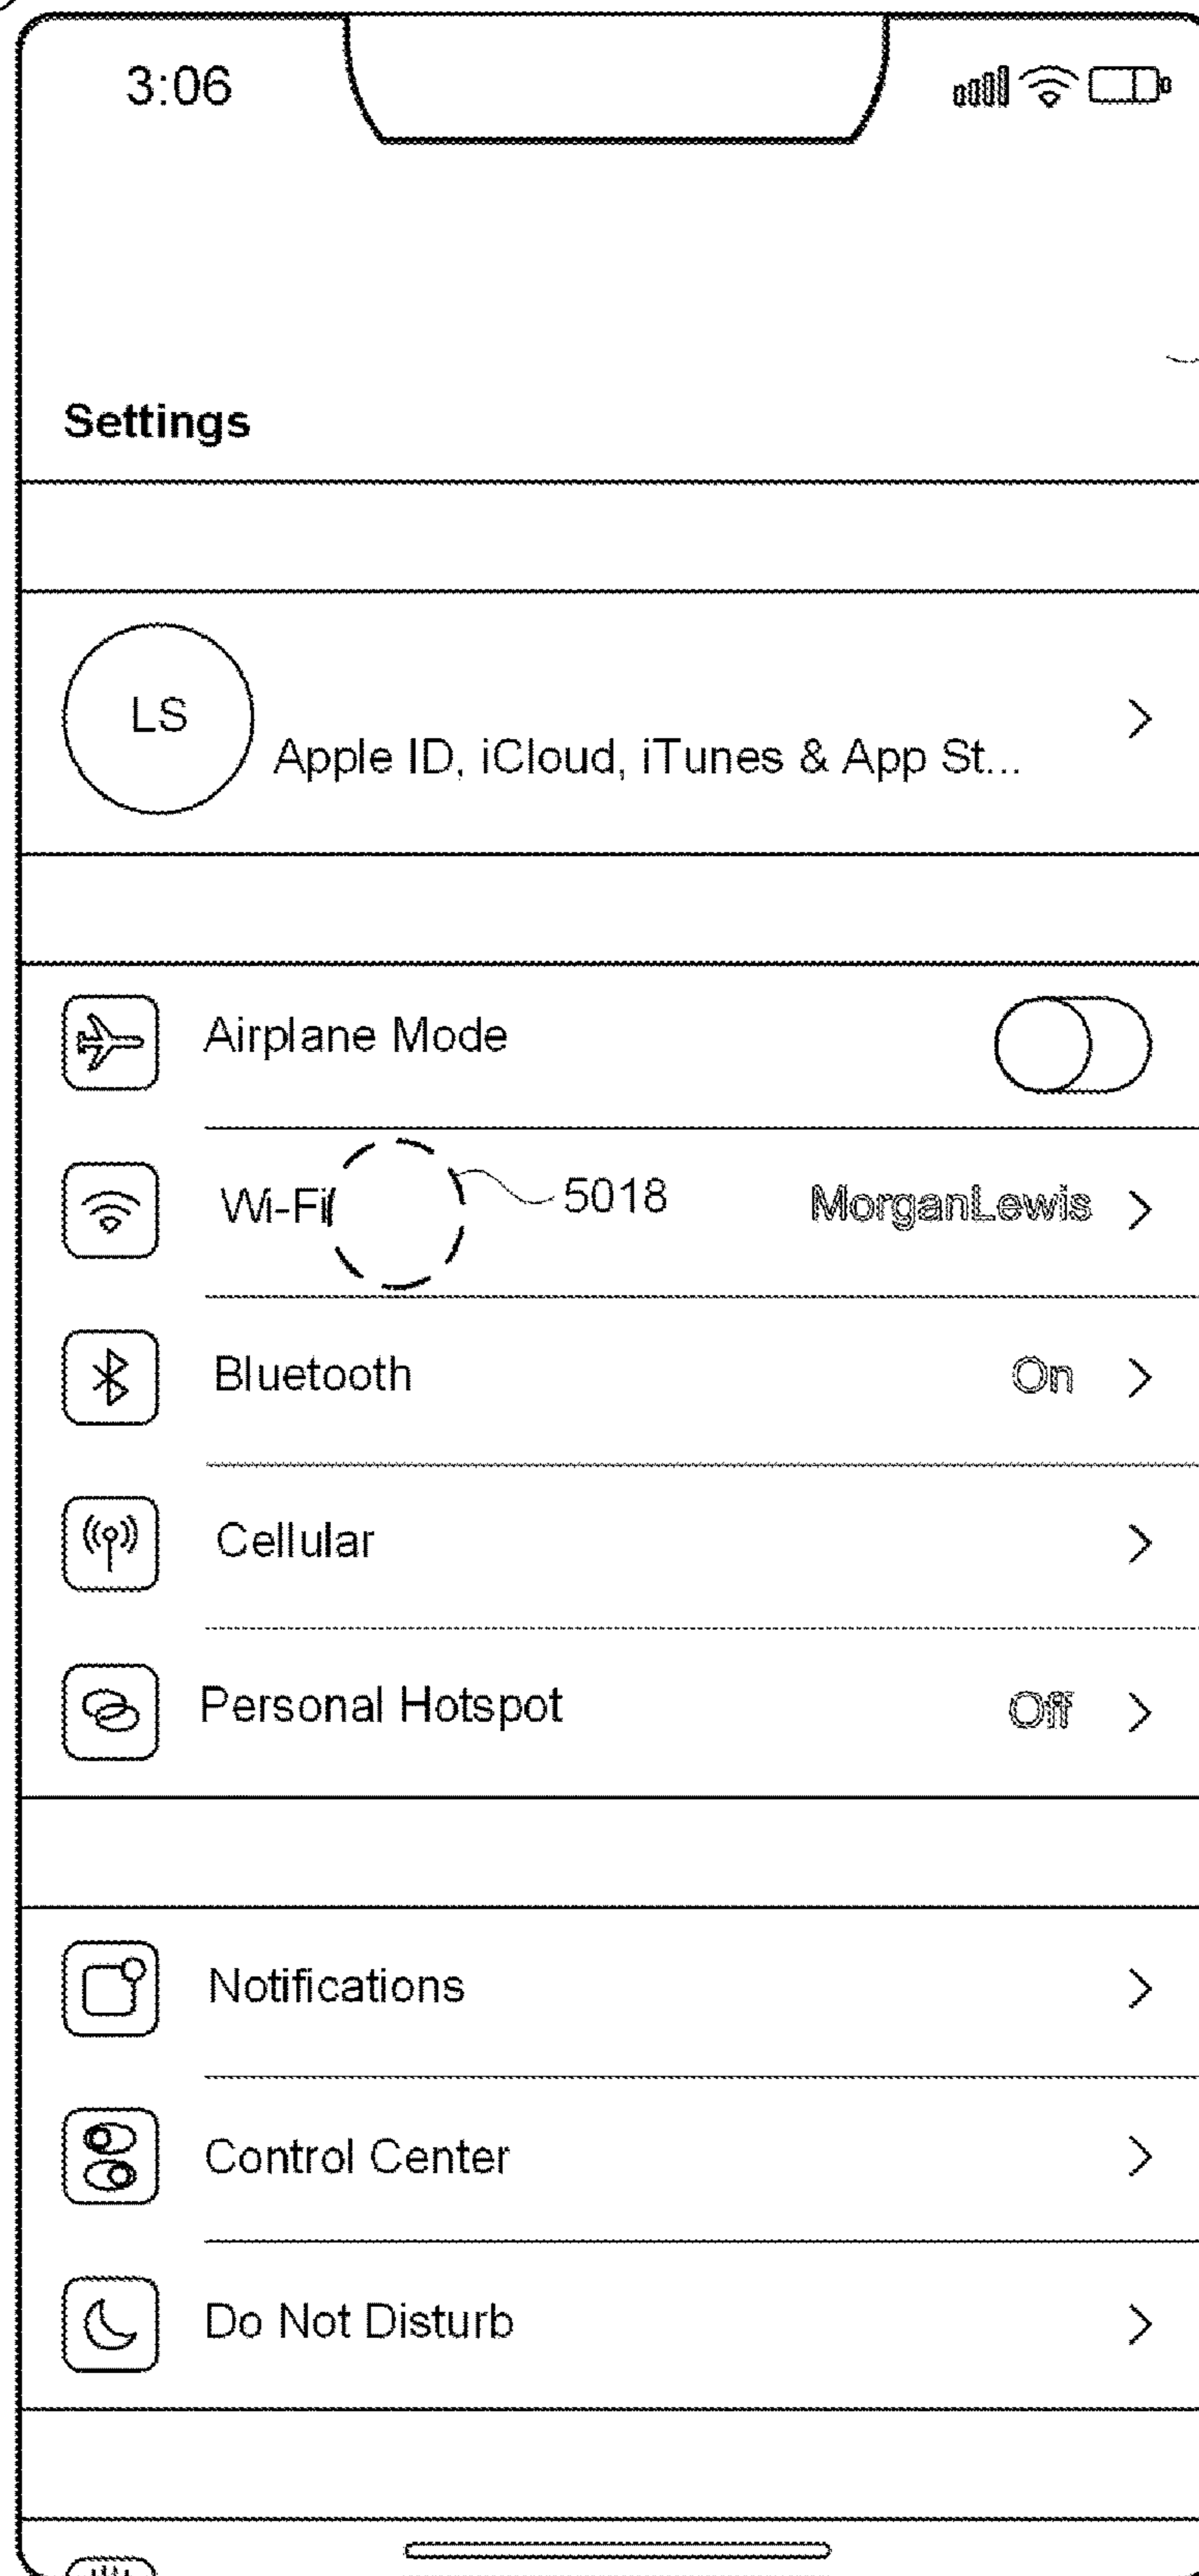 3:06
Settings
LS
Apple ID, iCloud, iTunes & App St...
Airplane Mode
Wi-Fi 5018 MorganLewis
Bluetooth On
Cellular
Personal Hotspot Off
Notifications
Control Center
Do Not Disturb